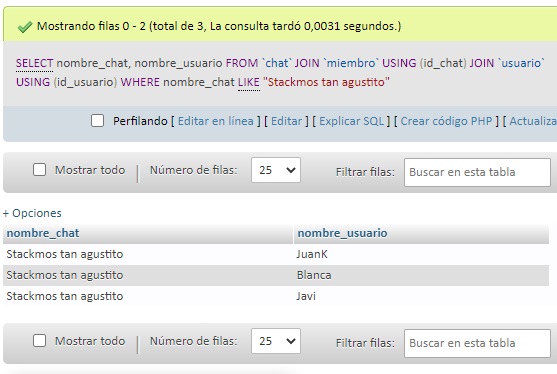 Mostrando filas 0 - 2 (total de 3, La consulta tardó 0,0031 segundos.)
SELECT nombre_chat, nombre_usuario FROM `chat` JOIN `miembro` USING (id_chat) JOIN `usuario`
USING (id_usuario) WHERE nombre_chat LIKE "Stackmos tan agustito"
Perfilando [ Editar en línea ] [ Editar ] [ Explicar SQL ] [ Crear código PHP ] [ Actualiza
Mostrar todo | Número de filas: 25 Filtrar filas: Buscar en esta tabla
+ Opciones
nombre_chat nombre_usuario
Stackmos tan agustito JuanK
Stackmos tan agustito Blanca
Stackmos tan agustito Javi
Mostrar todo | Número de filas: 25 Filtrar filas: Buscar en esta tabla